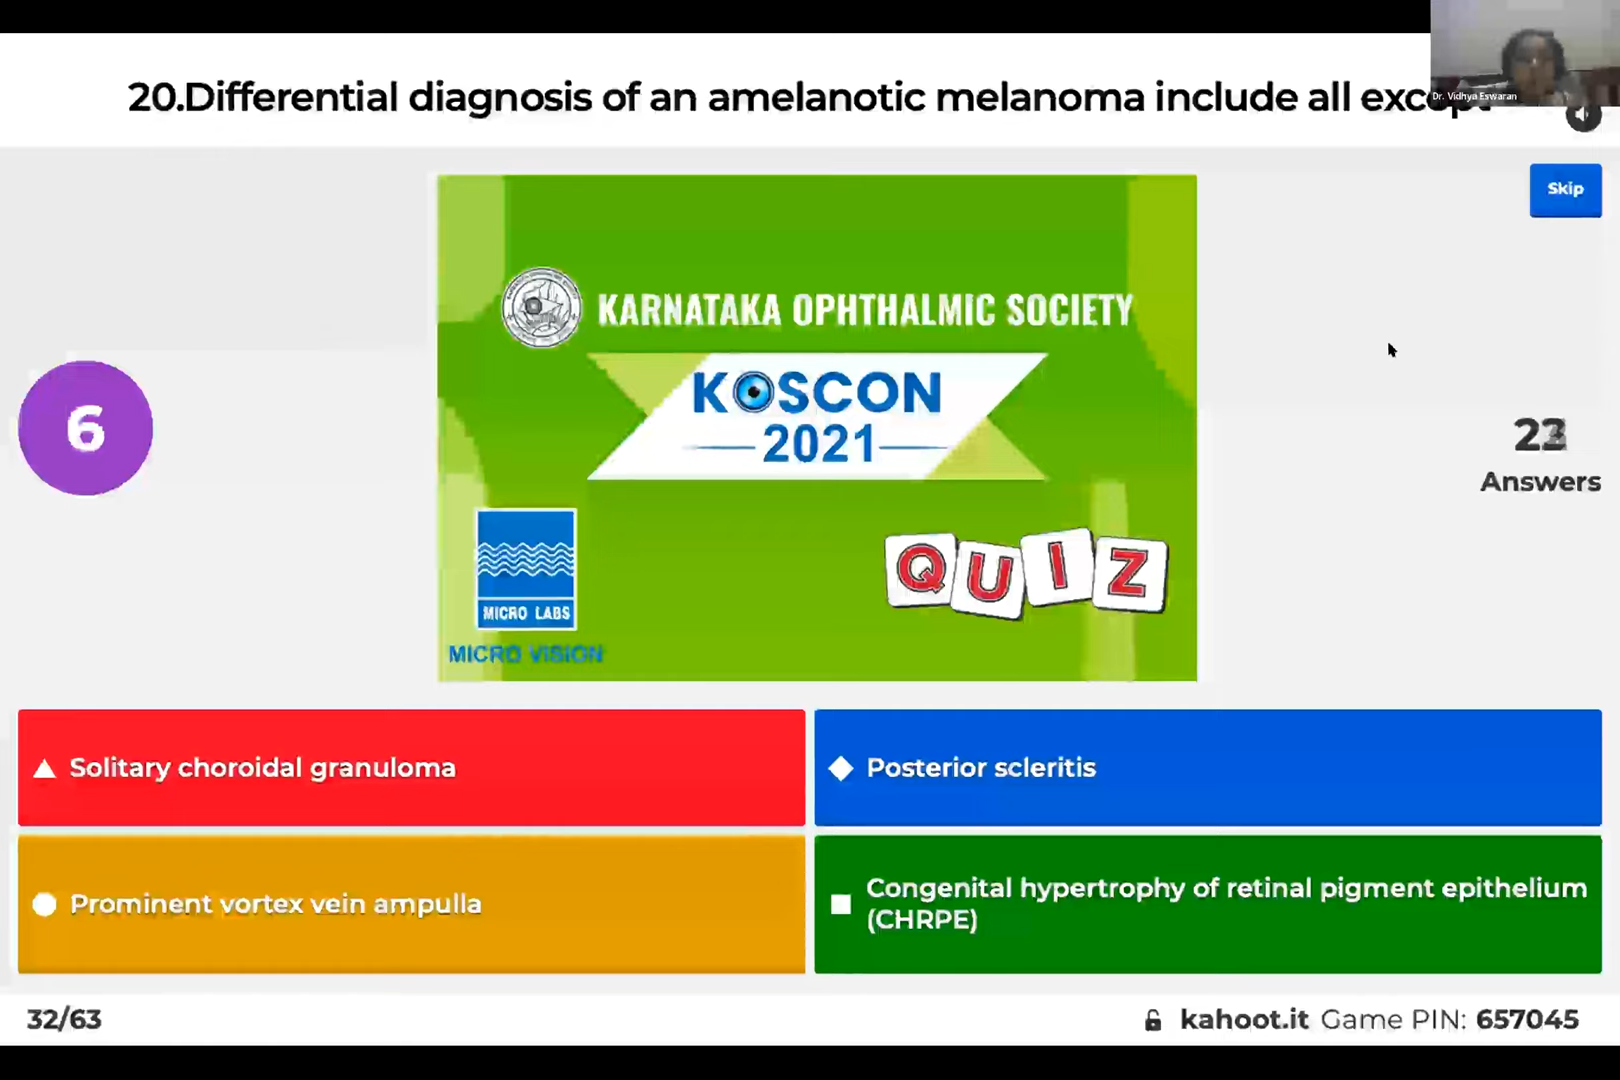 20.Differential diagnosis of an amelanotic melanoma include all except
Dr. Vidhya Eswaran
Skip
KARNATAKA OPHTHALMIC SOCIETY
KOSCON
2021
6
Answers
MICRO LABS
MICRO VISION
QUIZ
Solitary choroidal granuloma
Posterior scleritis
Prominent vortex vein ampulla
Congenital hypertrophy of retinal pigment epithelium
(CHRPE)
32/63
kahoot.it Game PIN: 657045